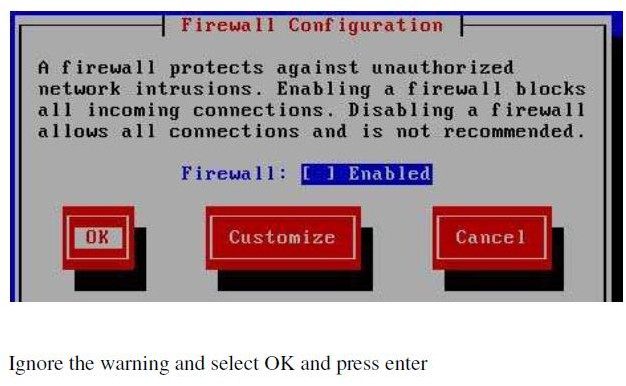 Firewall Configuration
A firewall protects against unauthorized
network intrusions. Enabling a firewall blocks
all incoming connections. Disabling a firewall
allows all connections and is not recommended.
Firewall: [ ] Enabled
OK Customize Cancel
Ignore the warning and select OK and press enter